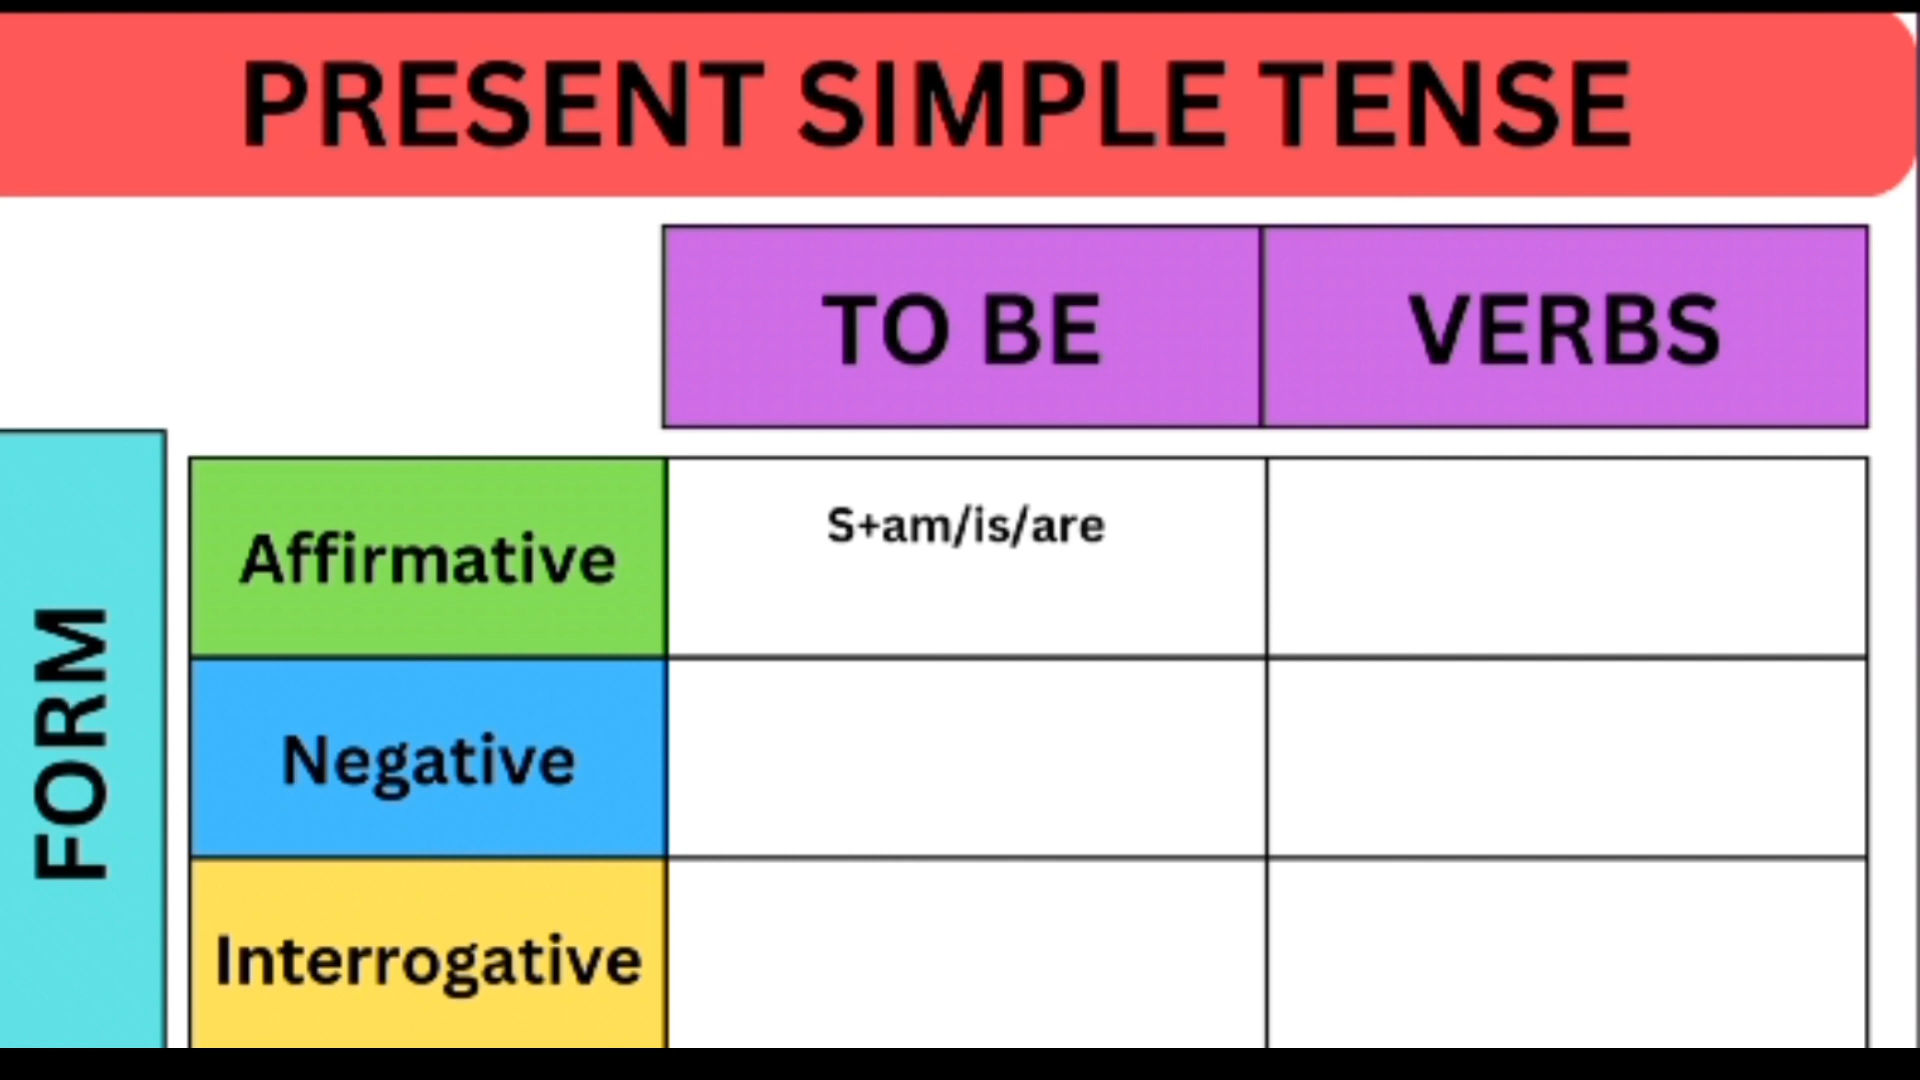 PRESENT SIMPLE TENSE
TO BE
VERBS
FORM
Affirmative
S+am/is/are
Negative
Interrogative